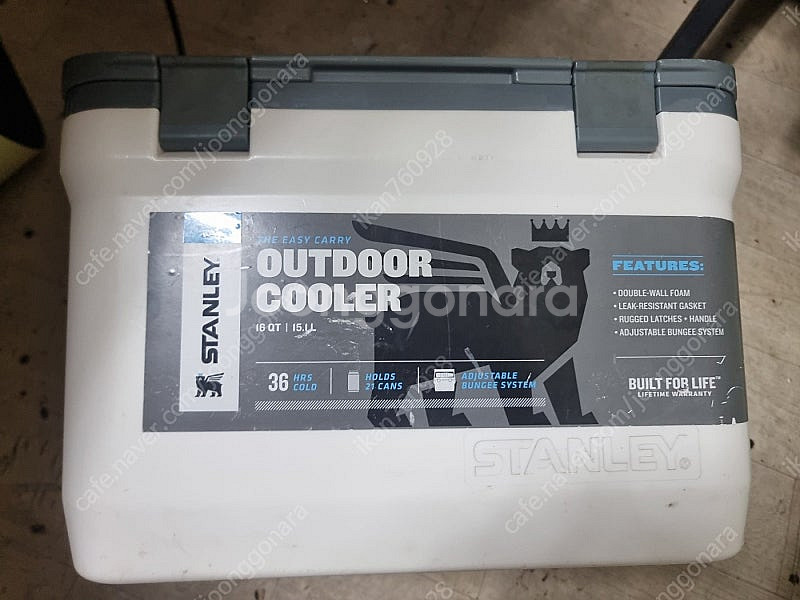 THE EASY CARRY
OUTDOOR
COOLER
16 QT | 15.1 L
STANLEY
36 HRS COLD
HOLDS 21 CANS
ADJUSTABLE BUNGEE SYSTEM
FEATURES:
• DOUBLE-WALL FOAM
• LEAK-RESISTANT GASKET
• RUGGED LATCHES + HANDLE
• ADJUSTABLE BUNGEE SYSTEM
BUILT FOR LIFE™
LIFETIME WARRANTY
STANLEY®
Joonggonara
cafe.naver.com/joonggonara
ikan760928